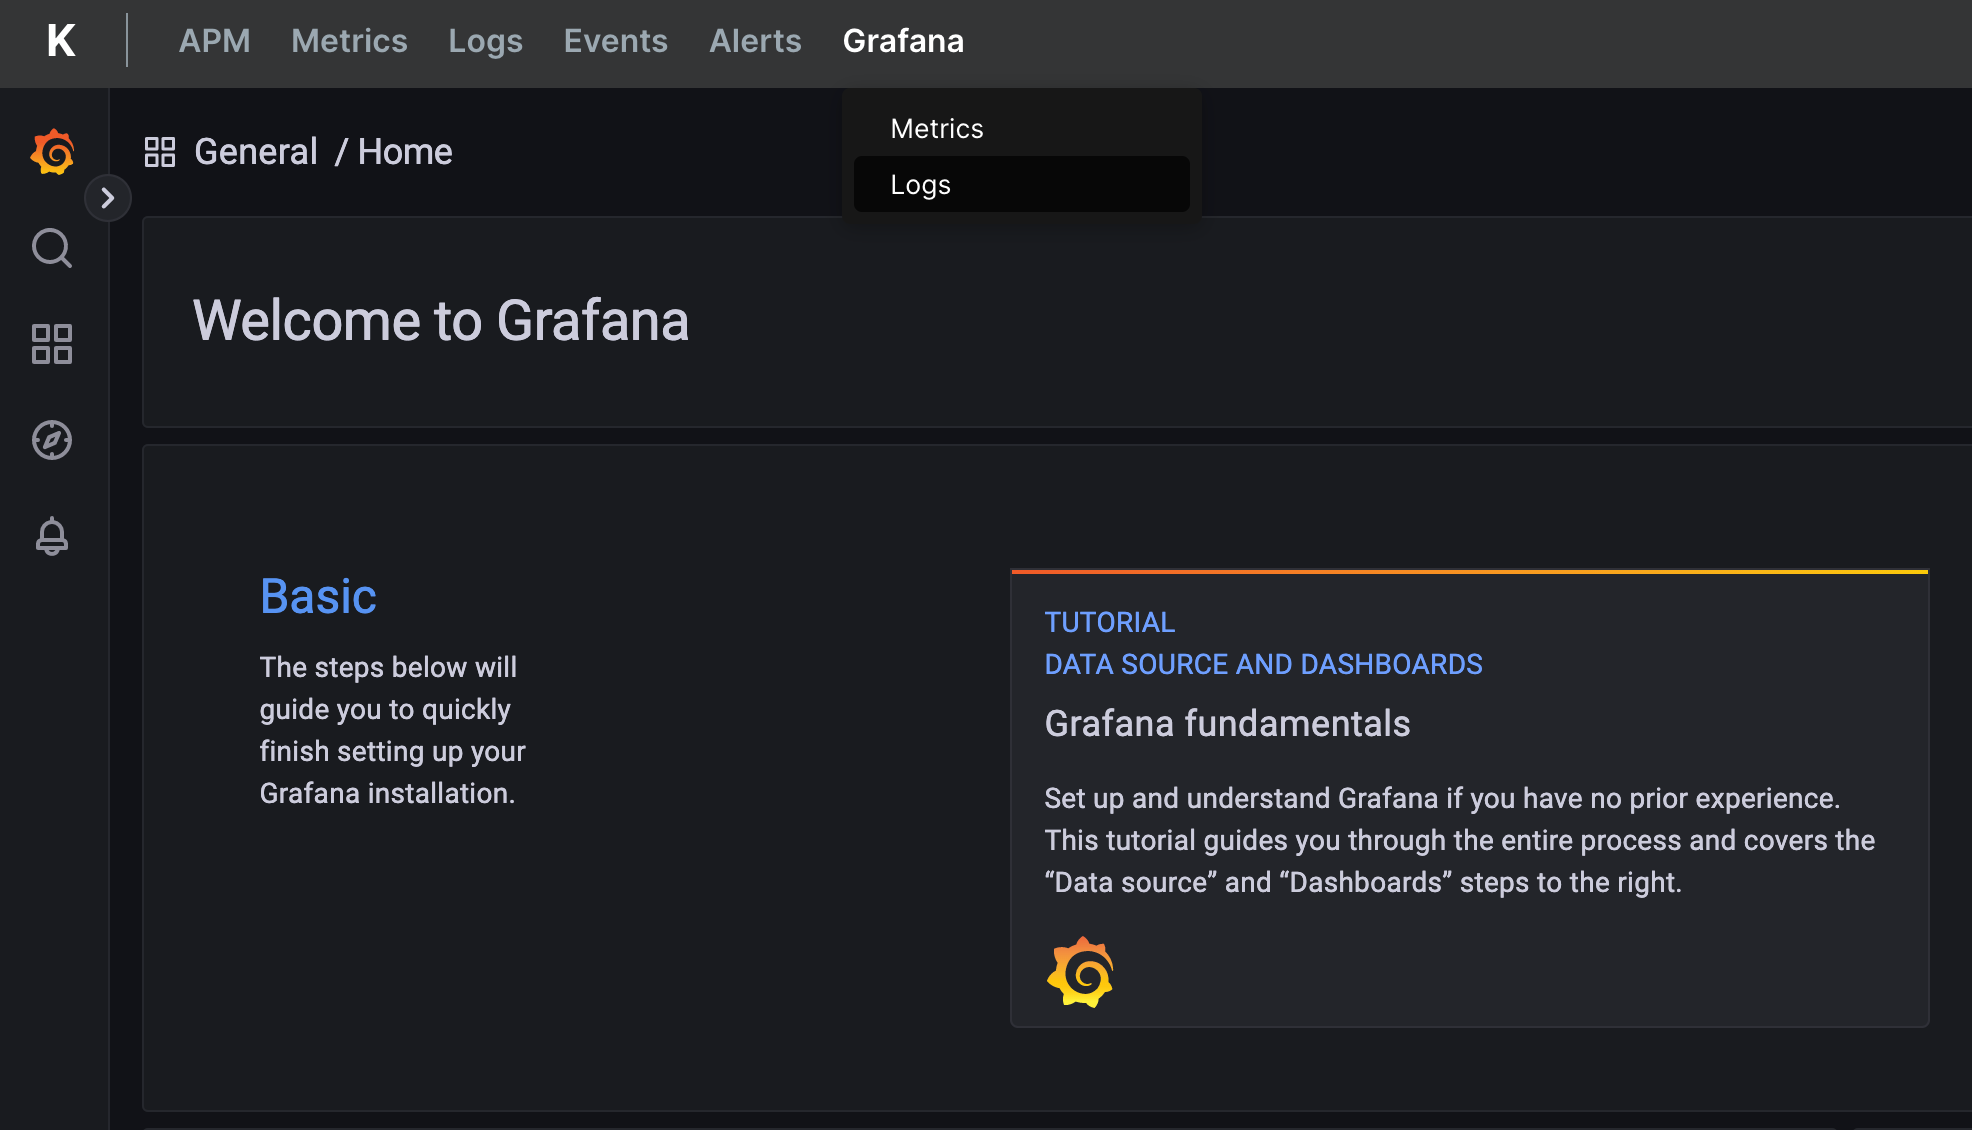 K
APM Metrics Logs Events Alerts Grafana
Metrics
Logs
General / Home
Welcome to Grafana
Basic
The steps below will
guide you to quickly
finish setting up your
Grafana installation.
TUTORIAL
DATA SOURCE AND DASHBOARDS
Grafana fundamentals
Set up and understand Grafana if you have no prior experience.
This tutorial guides you through the entire process and covers the
“Data source” and “Dashboards” steps to the right.